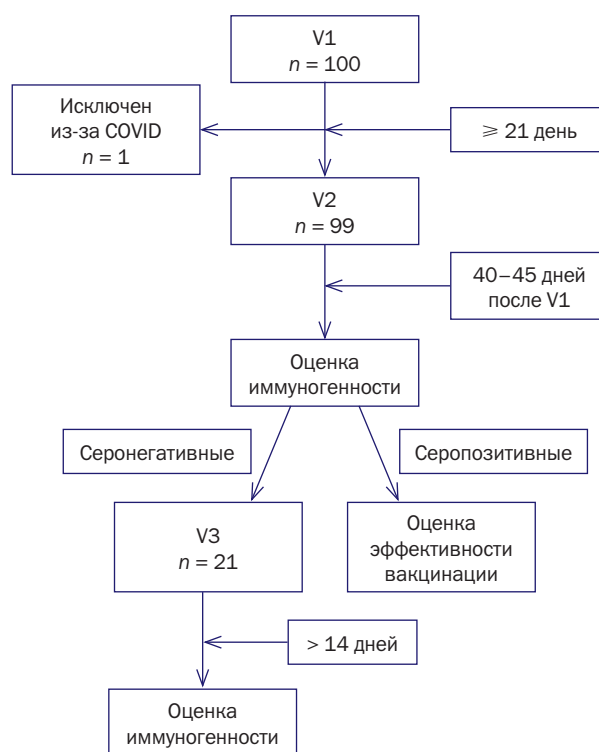 V1
n = 100
Исключен
из-за COVID
n = 1
⩾ 21 день
V2
n = 99
40–45 дней
после V1
Оценка
иммуногенности
Серонегативные
Серопозитивные
V3
n = 21
Оценка
эффективности
вакцинации
> 14 дней
Оценка
иммуногенности